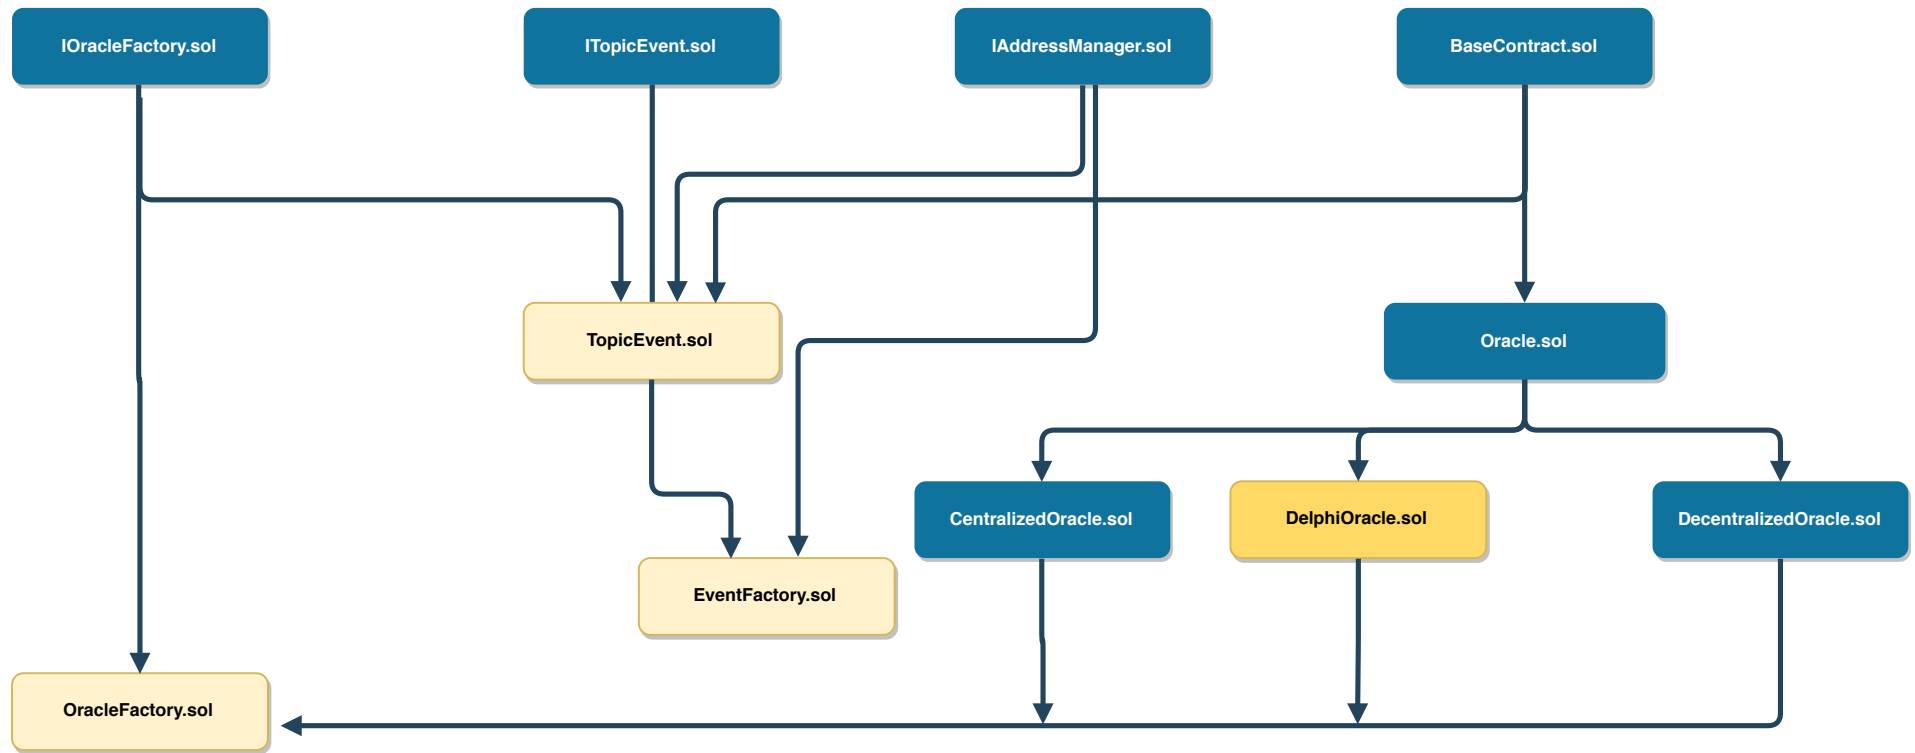 IOracleFactory.sol
ITopicEvent.sol
IAddressManager.sol
BaseContract.sol
TopicEvent.sol
Oracle.sol
CentralizedOracle.sol
DelphiOracle.sol
DecentralizedOracle.sol
EventFactory.sol
OracleFactory.sol